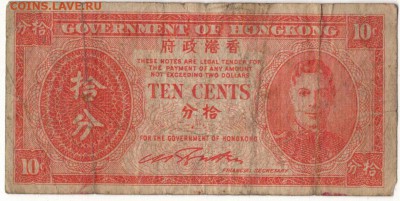 COINS.LAVE.RU
分拾 GOVERNMENT OF HONGKONG 10¢
府政港香
THESE NOTES ARE LEGAL TENDER FOR
THE PAYMENT OF ANY AMOUNT
NOT EXCEEDING TWO DOLLARS
TEN CENTS
分拾
拾
分
FOR THE GOVERNMENT OF HONGKONG
FINANCIAL SECRETARY
10¢
分拾